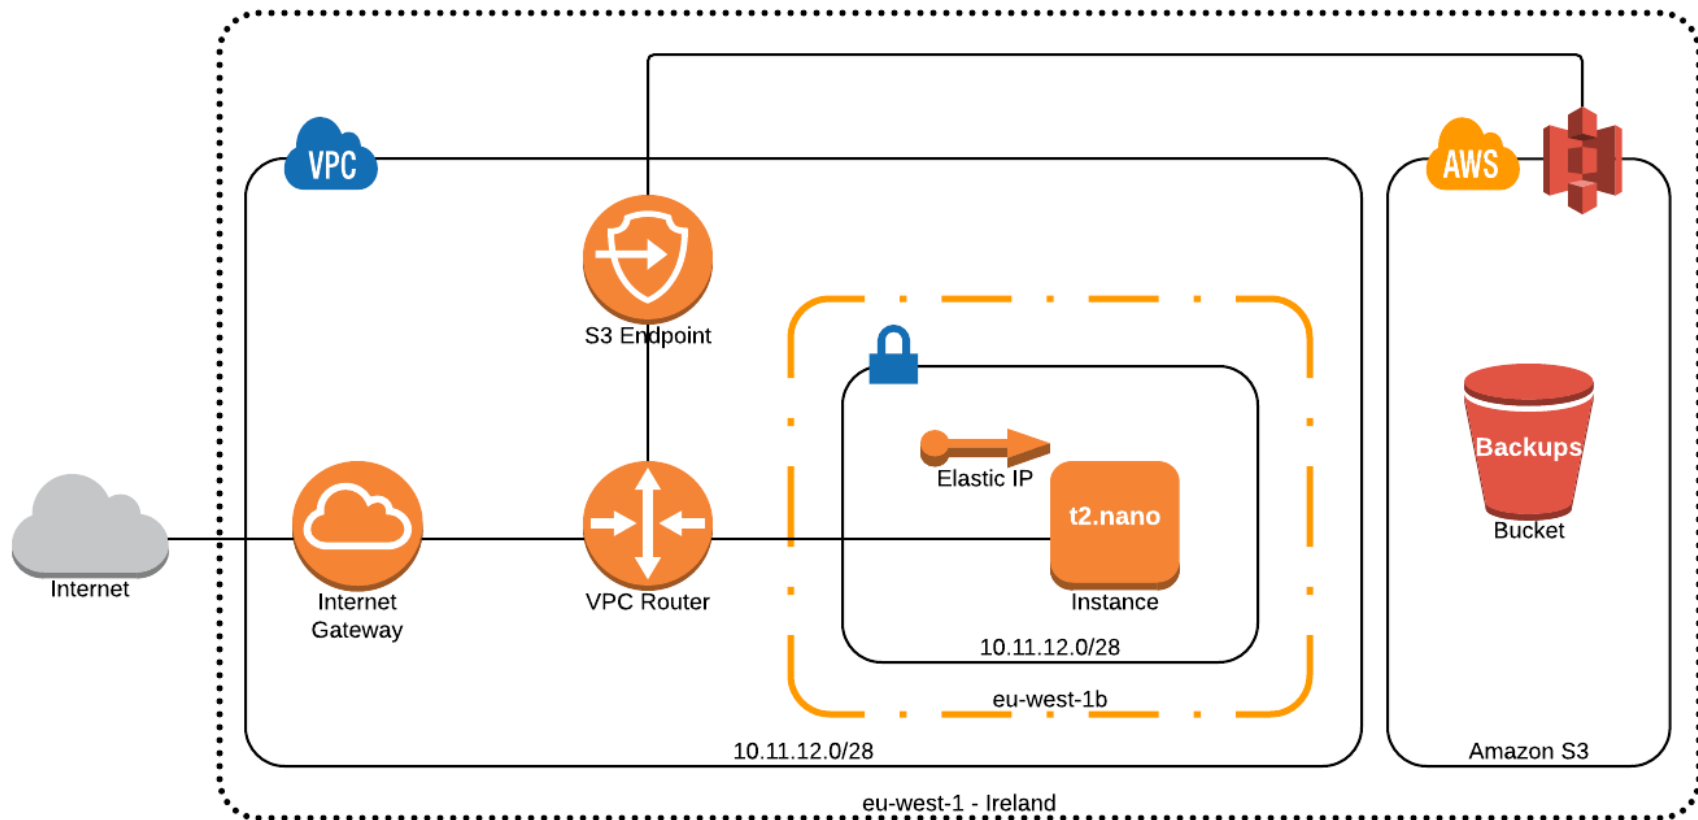 VPC
AWS
S3 Endpoint
Elastic IP
Backups
t2.nano
Bucket
Internet
Internet
Gateway
VPC Router
Instance
10.11.12.0/28
eu-west-1b
10.11.12.0/28
Amazon S3
eu-west-1 - Ireland